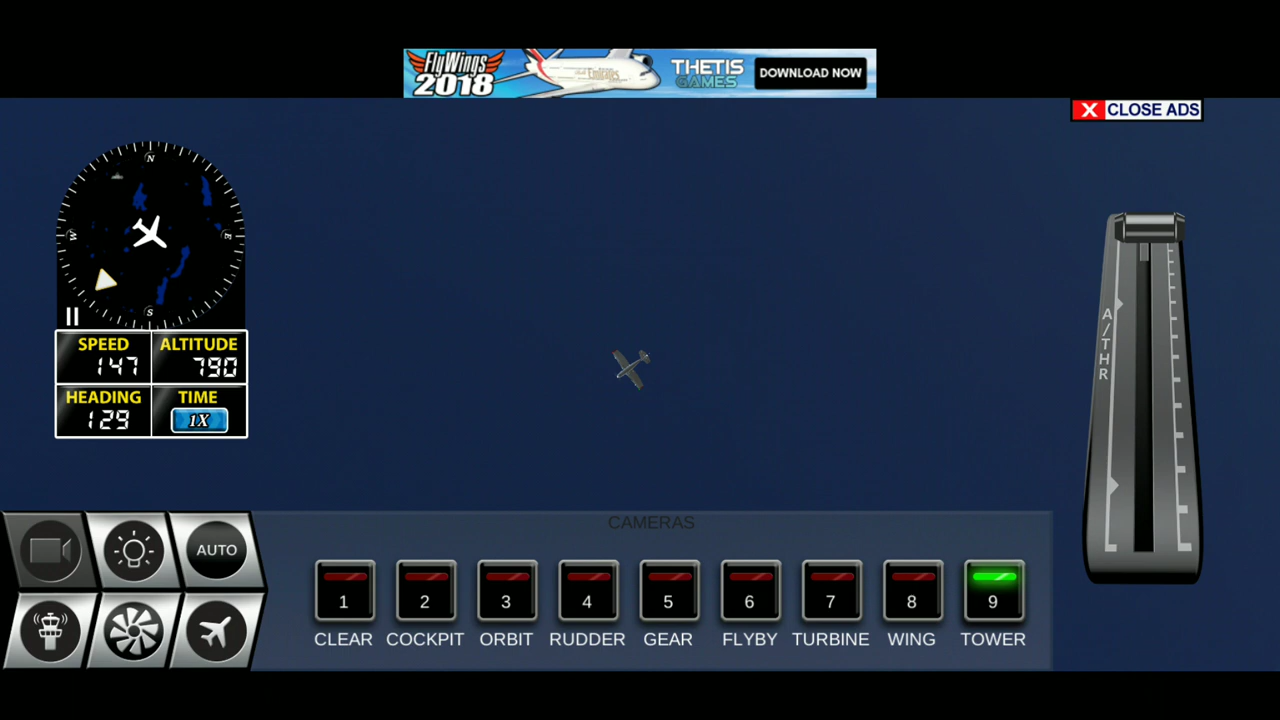 FlyWings
2018
Emirates
THETIS
GAMES
DOWNLOAD NOW
X CLOSE ADS
N
W
E
S
SPEED
147
ALTITUDE
790
HEADING
129
TIME
1X
A/THR
AUTO
CAMERAS
1
2
3
4
5
6
7
8
9
CLEAR
COCKPIT
ORBIT
RUDDER
GEAR
FLYBY
TURBINE
WING
TOWER